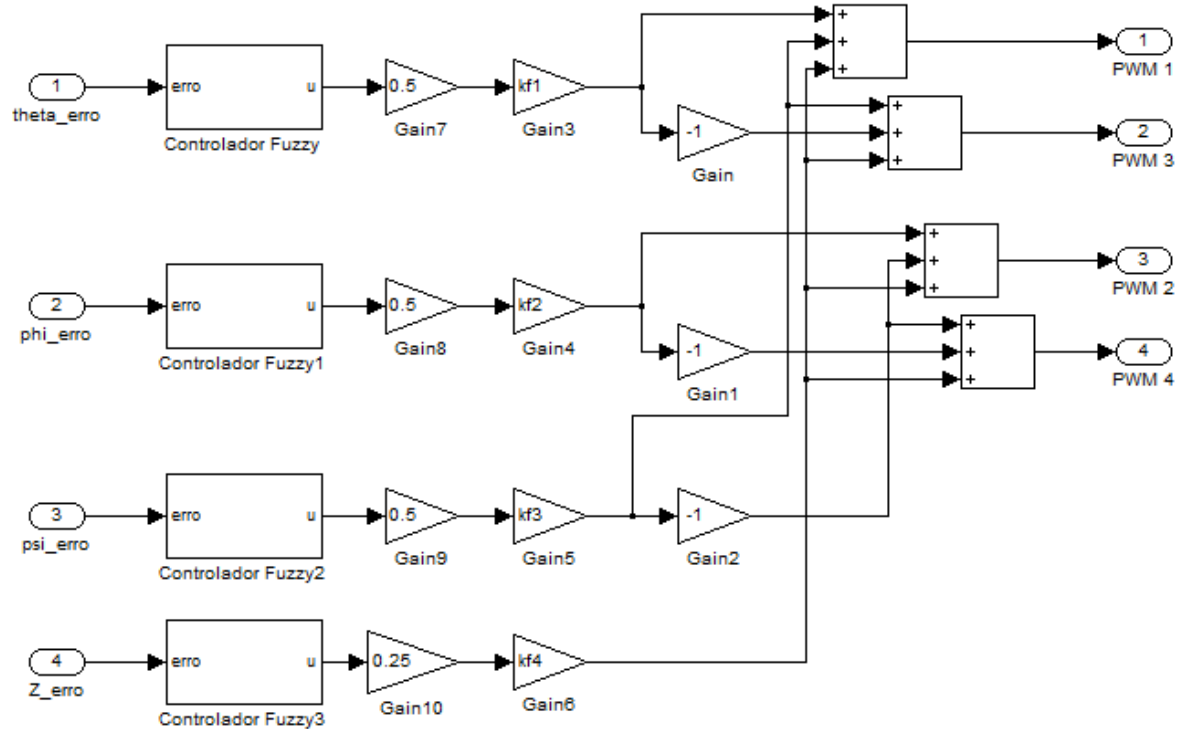 +
+
+
1
PWM 1
1
theta_erro
erro
u
Controlador Fuzzy
0.5
Gain7
kf1
Gain3
-1
Gain
+
+
+
2
PWM 3
2
phi_erro
erro
u
Controlador Fuzzy1
0.5
Gain8
kf2
Gain4
-1
Gain1
+
+
+
3
PWM 2
+
+
+
4
PWM 4
3
psi_erro
erro
u
Controlador Fuzzy2
0.5
Gain9
kf3
Gain5
-1
Gain2
4
Z_erro
erro
u
Controlador Fuzzy3
0.25
Gain10
kf4
Gain6